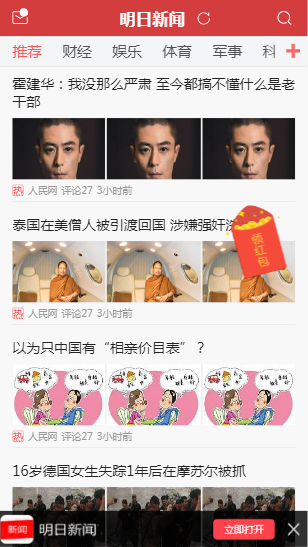 明日新闻
推荐 财经 娱乐 体育 军事 科
霍建华：我没那么严肃 至今都搞不懂什么是老
干部
热 人民网 评论27 3小时前
泰国在美僧人被引渡回国 涉嫌强奸
领红包
热 人民网 评论27 3小时前
以为只中国有“相亲价目表”？
热 人民网 评论27 3小时前
16岁德国女生失踪1年后在摩苏尔被抓
新闻 明日新闻 立即打开